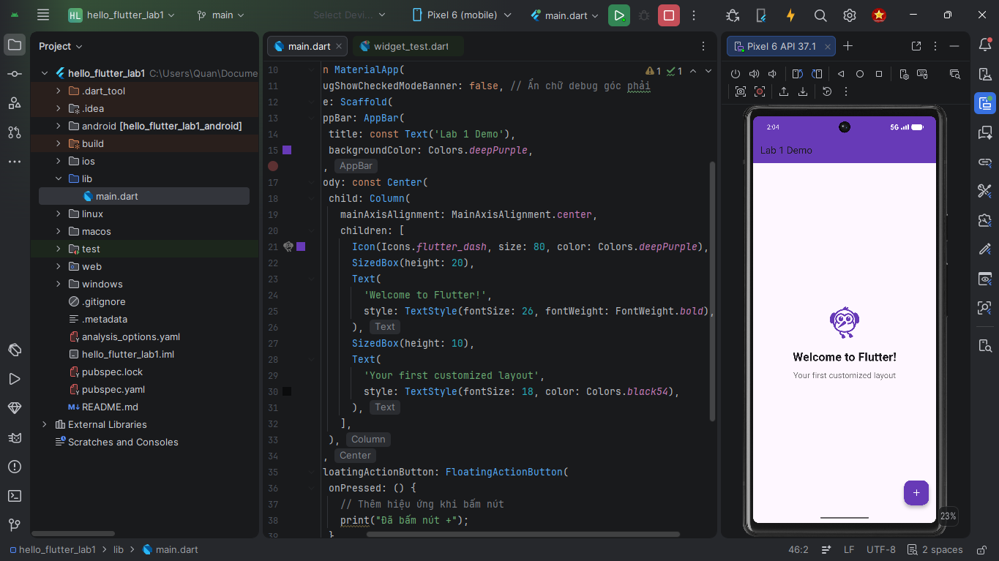 HL hello_flutter_lab1 main Select Devi... Pixel 6 (mobile) main.dart
Project
hello_flutter_lab1 C:\Users\Quan\Docume
.dart_tool
.idea
android [hello_flutter_lab1_android]
build
ios
lib
main.dart
linux
macos
test
web
windows
.gitignore
.metadata
analysis_options.yaml
hello_flutter_lab1.iml
pubspec.lock
pubspec.yaml
M↓ README.md
External Libraries
Scratches and Consoles
main.dart widget_test.dart
1 1
10 n MaterialApp(
11 ugShowCheckedModeBanner: false, // Ẩn chữ debug góc phải
12 e: Scaffold(
13 ppBar: AppBar(
14 title: const Text('Lab 1 Demo'),
15 backgroundColor: Colors.deepPurple,
, AppBar
17 ody: const Center(
18 child: Column(
19 mainAxisAlignment: MainAxisAlignment.center,
20 children: [
21 Icon(Icons.flutter_dash, size: 80, color: Colors.deepPurple),
22 SizedBox(height: 20),
23 Text(
24 'Welcome to Flutter!',
25 style: TextStyle(fontSize: 26, fontWeight: FontWeight.bold),
26 ), Text
27 SizedBox(height: 10),
28 Text(
29 'Your first customized layout',
30 style: TextStyle(fontSize: 18, color: Colors.black54),
31 ), Text
32 ],
33 ), Column
34 , Center
35 loatingActionButton: FloatingActionButton(
36 onPressed: () {
37 // Thêm hiệu ứng khi bấm nút
38 print("Đã bấm nút +");
39 }
Pixel 6 API 37.1
2:04 5G
Lab 1 Demo
Welcome to Flutter!
Your first customized layout
+
23%
hello_flutter_lab1 > lib > main.dart
46:2 LF UTF-8 2 spaces